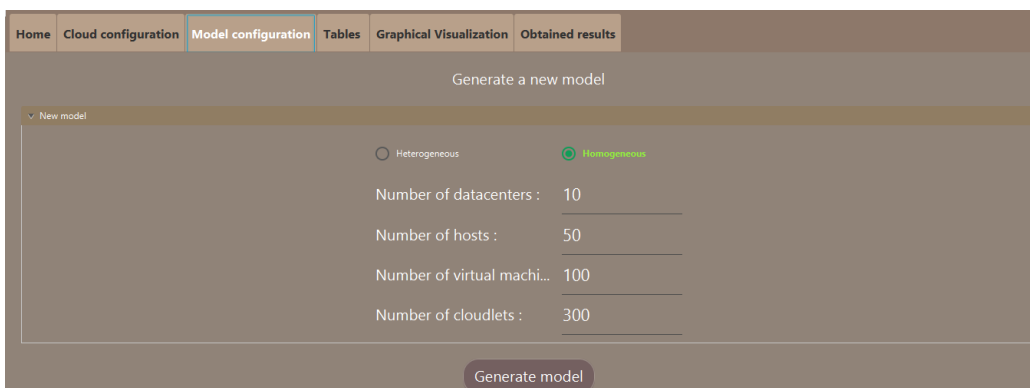 Home Cloud configuration Model configuration Tables Graphical Visualization Obtained results
Generate a new model
New model
Heterogeneous Homogeneous
Number of datacenters : 10
Number of hosts : 50
Number of virtual machi... 100
Number of cloudlets : 300
Generate model